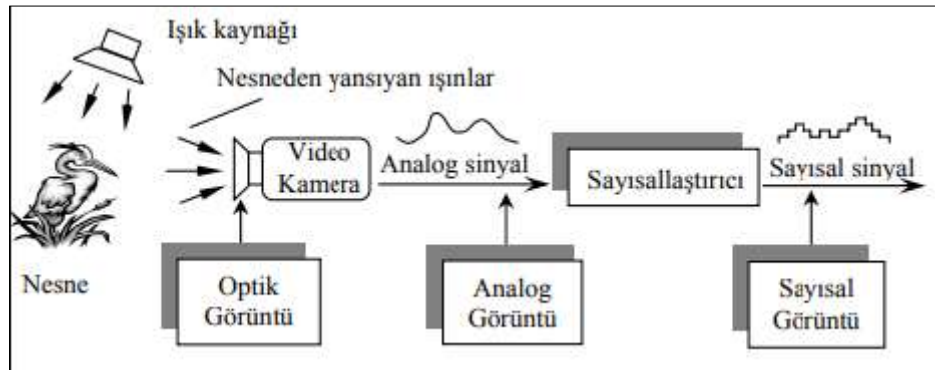 Işık kaynağı
Nesneden yansıyan ışınlar
Video
Kamera
Analog sinyal
Sayısallaştırıcı
Sayısal sinyal
Nesne
Optik
Görüntü
Analog
Görüntü
Sayısal
Görüntü